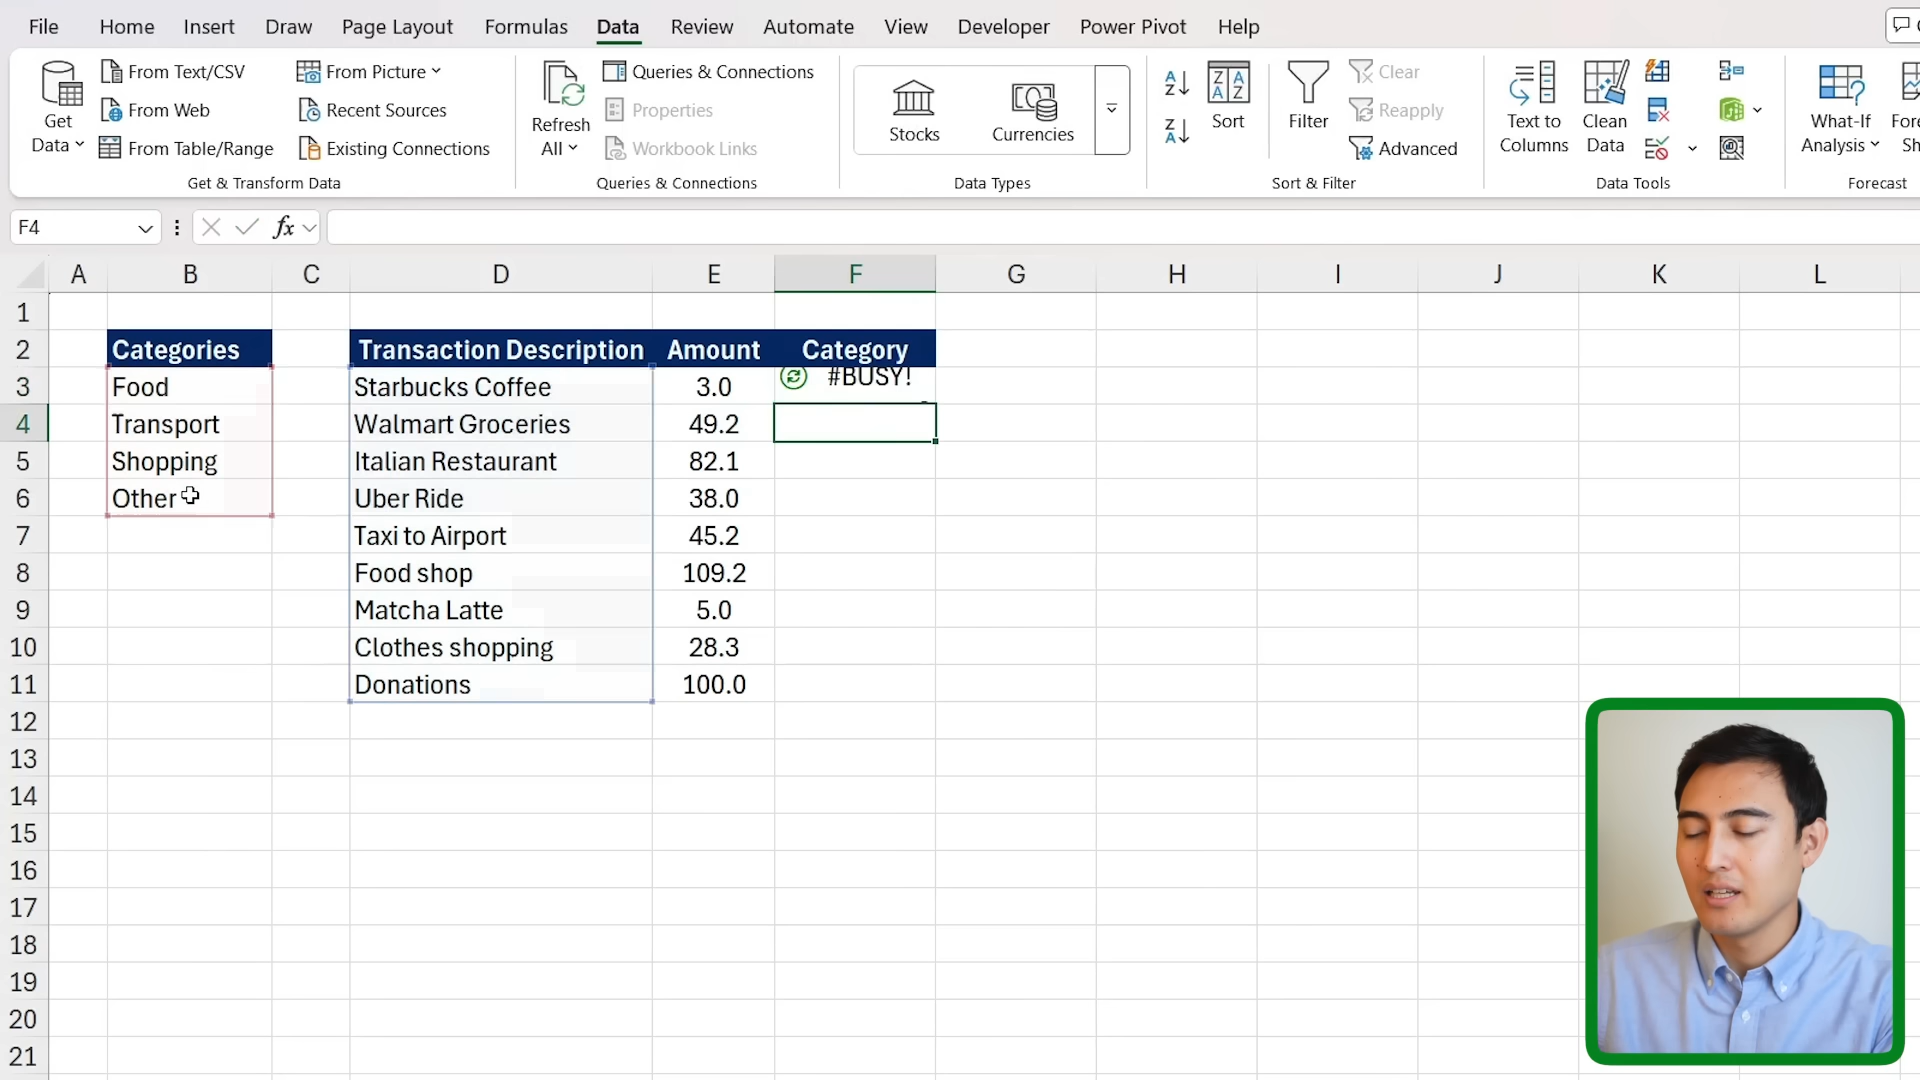 File Home Insert Draw Page Layout Formulas Data Review Automate View Developer Power Pivot Help
Get Data
From Text/CSV
From Web
From Table/Range
From Picture
Recent Sources
Existing Connections
Get & Transform Data
Refresh All
Queries & Connections
Properties
Workbook Links
Queries & Connections
Stocks
Currencies
Data Types
Sort
Filter
Clear
Reapply
Advanced
Sort & Filter
Text to Columns
Clean Data
Data Tools
What-If Analysis
Forecast
F4 fx
A B C D E F G H I J K L
1
2 Categories Transaction Description Amount Category
3 Food Starbucks Coffee 3.0 #BUSY!
4 Transport Walmart Groceries 49.2
5 Shopping Italian Restaurant 82.1
6 Other Uber Ride 38.0
7 Taxi to Airport 45.2
8 Food shop 109.2
9 Matcha Latte 5.0
10 Clothes shopping 28.3
11 Donations 100.0
12
13
14
15
16
17
18
19
20
21